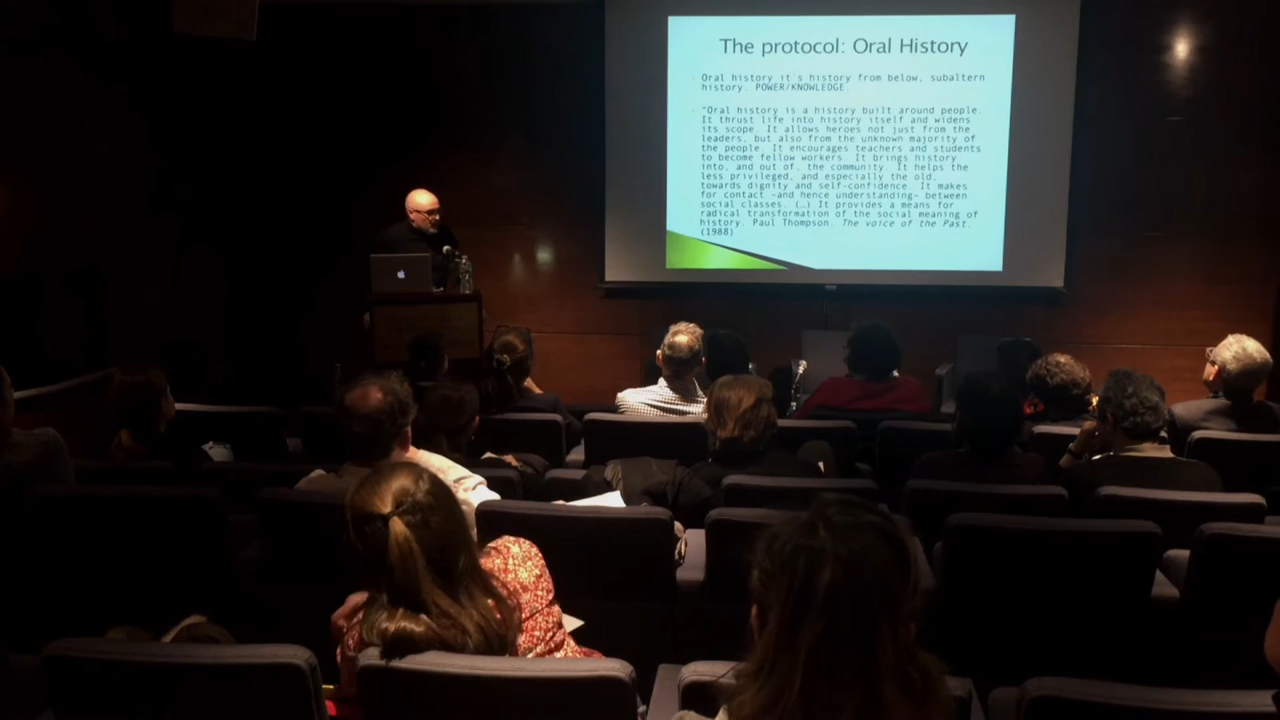 The protocol: Oral History
Oral history it's history from below, subaltern
history. POWER/KNOWLEDGE.
"Oral history is a history built around people.
It thrust life into history itself and widens
its scope. It allows heroes not just from the
leaders, but also from the unknown majority of
the people. It encourages teachers and students
to become fellow workers. It brings history
into, and out of, the community. It helps the
less privileged, and especially the old,
towards dignity and self-confidence. It makes
for contact -and hence understanding- between
social classes. (…) It provides a means for
radical transformation of the social meaning of
history. Paul Thompson. The voice of the Past.
(1988)